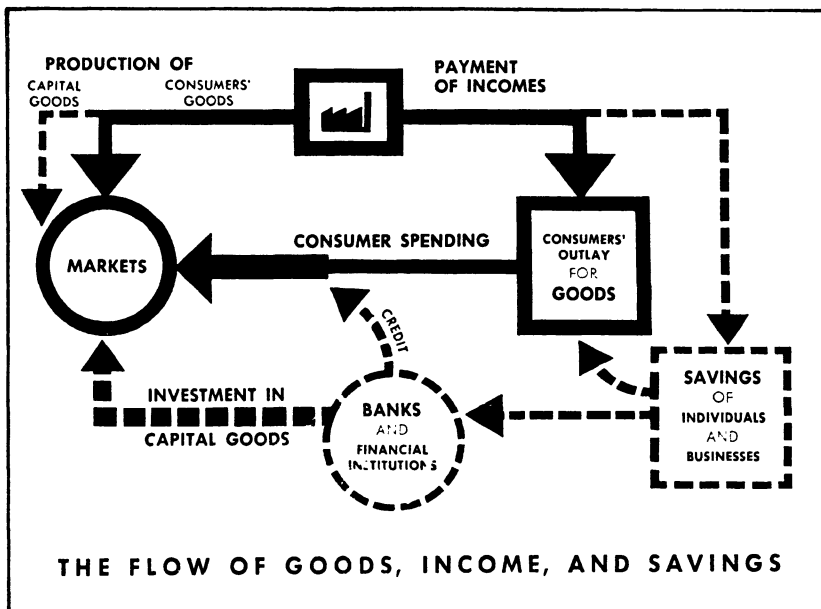 PRODUCTION OF
CAPITAL
GOODS
CONSUMERS'
GOODS
PAYMENT
OF INCOMES
MARKETS
CONSUMER SPENDING
CONSUMERS'
OUTLAY
FOR
GOODS
CREDIT
INVESTMENT IN
CAPITAL GOODS
BANKS
AND
FINANCIAL
INSTITUTIONS
SAVINGS
OF
INDIVIDUALS
AND
BUSINESSES
THE FLOW OF GOODS, INCOME, AND SAVINGS